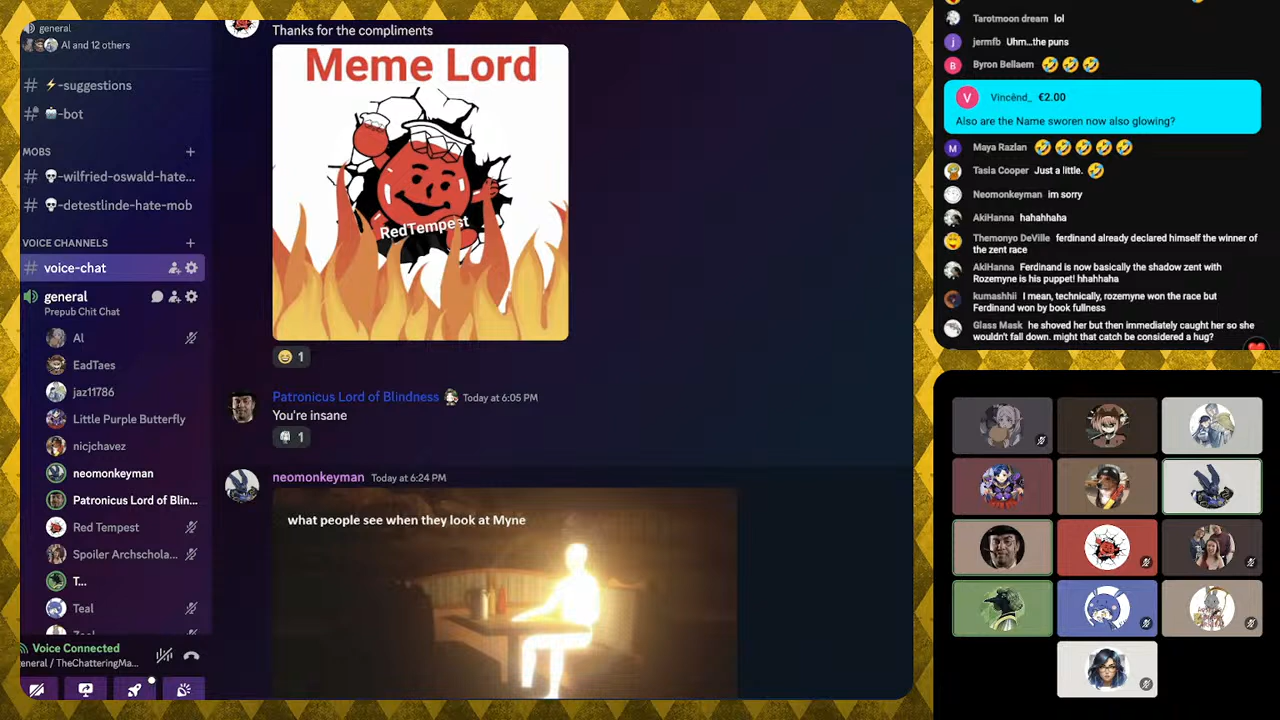 general
Al and 12 others
# ⚡-suggestions
# 🤖-bot
MOBS
# 💀-wilfried-oswald-hate...
# 💀-detestlinde-hate-mob
VOICE CHANNELS
# voice-chat
general
Prepub Chit Chat
Al
EadTaes
jaz11786
Little Purple Butterfly
nicjchavez
neomonkeyman
Patronicus Lord of Blin...
Red Tempest
Spoiler Archschola...
T...
Teal
Voice Connected
eneral / TheChatteringMa...
Thanks for the compliments
Meme Lord
RedTempest
😄 1
Patronicus Lord of Blindness Today at 6:05 PM
You're insane
1
neomonkeyman Today at 6:24 PM
what people see when they look at Myne
Tarotmoon dream lol
jermfb Uhm...the puns
Byron Bellaem 🤣🤣🤣
Vincènd_ €2.00
Also are the Name sworen now also glowing?
Maya Razlan 🤣🤣🤣🤣🤣
Tasia Cooper Just a little. 🤣
Neomonkeyman im sorry
AkiHanna hahahhaha
Themonyo DeVille ferdinand already declared himself the winner of
the zent race
AkiHanna Ferdinand is now basically the shadow zent with
Rozemyne is his puppet! hhahhaha
kumashhii I mean, technically, rozemyne won the race but
Ferdinand won by book fullness
Glass Mask he shoved her but then immediately caught her so she
wouldn't fall down. might that catch be considered a hug?